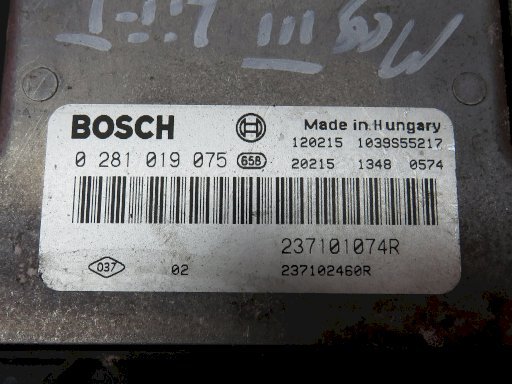 BOSCH Made in Hungary
120215 1039S55217
0 281 019 075 658 20215 1348 0574
237101074R
037 02 237102460R